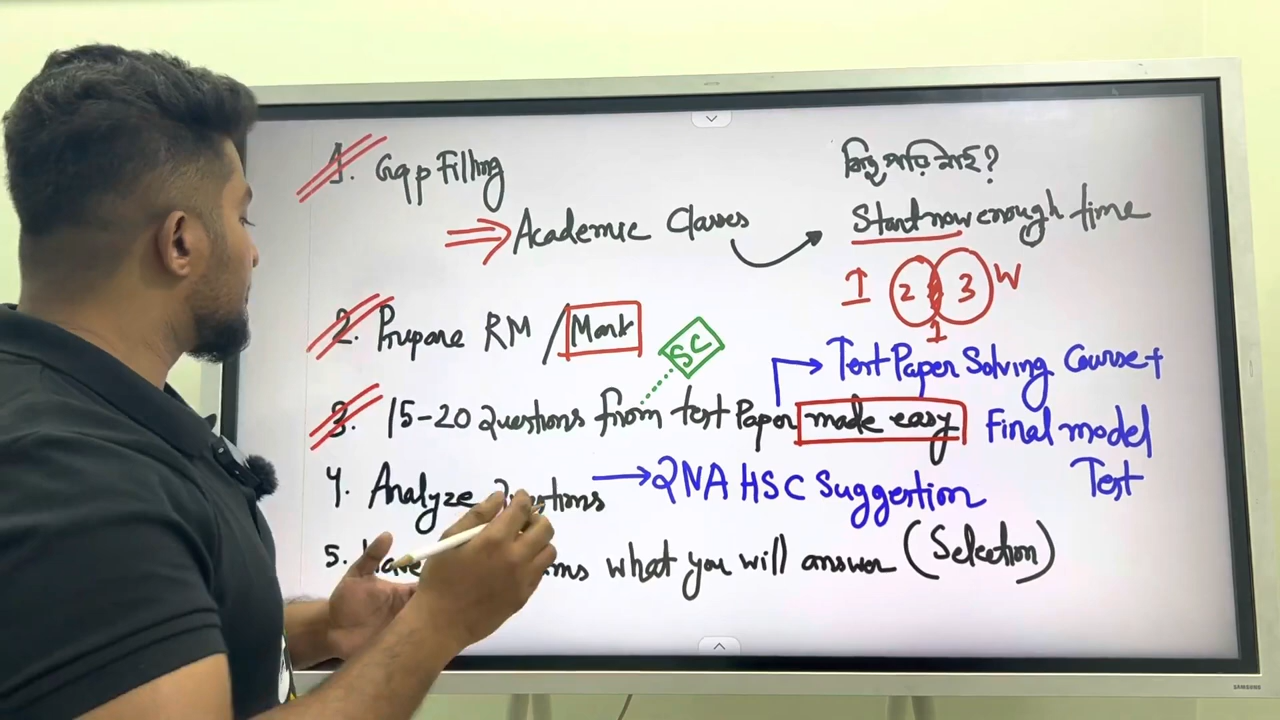 1. Gap Filling
কিছু পারি নাই?
⇒ Academic Classes
Start now enough time
I 2 3 W
1
2. Prepare RM / Mark
SC
Test Paper Solving Course +
3. 15-20 Questions from test Paper made easy
Final model
Test
4. Analyze Questions → QNA HSC Suggestion
5. what you will answer (Selection)
SAMSUNG